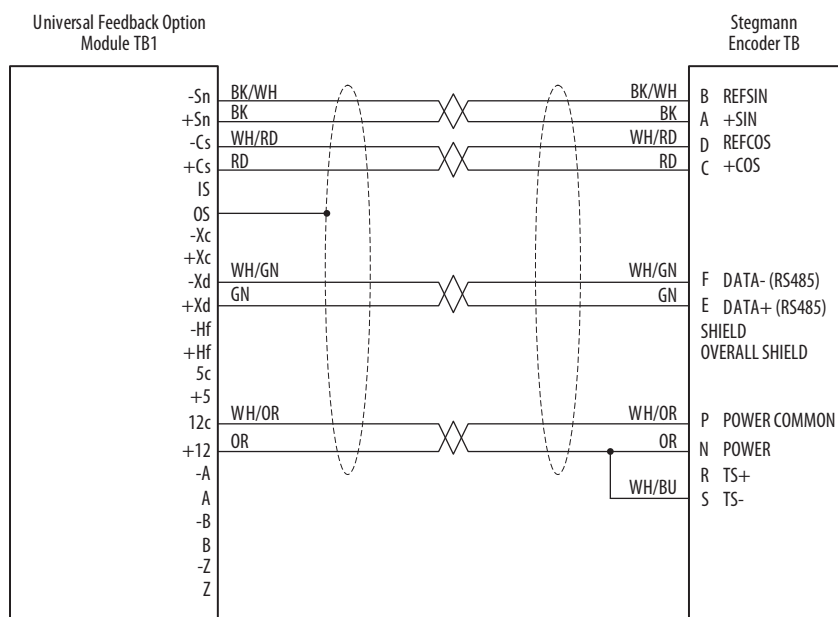 Universal Feedback Option
Module TB1
Stegmann
Encoder TB
-Sn BK/WH BK/WH B REFSIN
+Sn BK BK A +SIN
-Cs WH/RD WH/RD D REFCOS
+Cs RD RD C +COS
IS
OS
-Xc
+Xc
-Xd WH/GN WH/GN F DATA- (RS485)
+Xd GN GN E DATA+ (RS485)
-Hf SHIELD
+Hf OVERALL SHIELD
5c
+5
12c WH/OR WH/OR P POWER COMMON
+12 OR OR N POWER
-A R TS+
A WH/BU S TS-
-B
B
-Z
Z